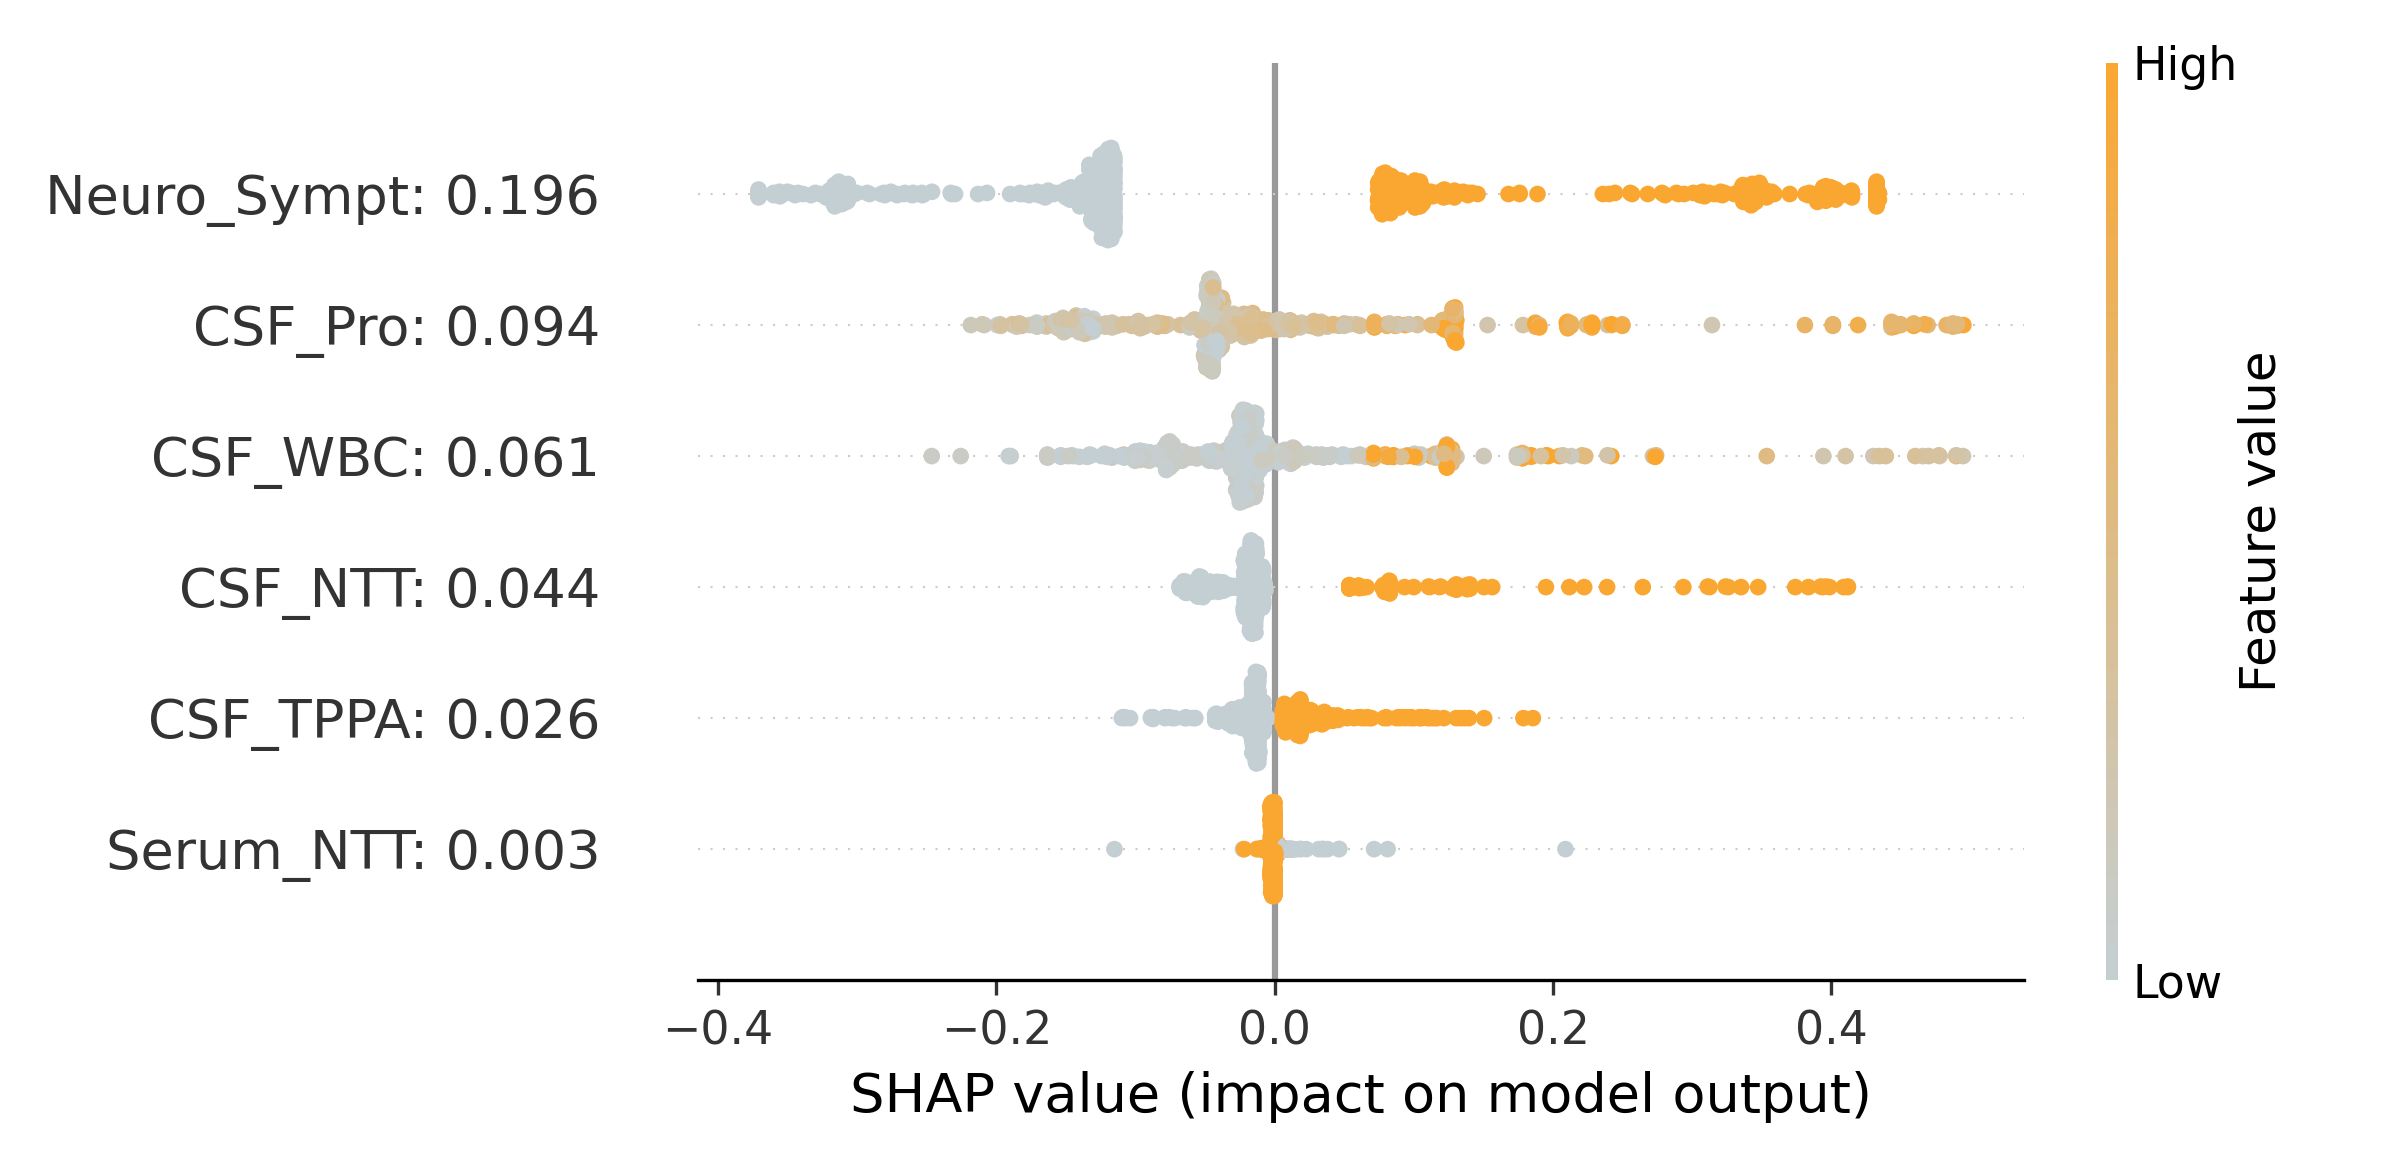 High
Neuro_Sympt: 0.196
CSF_Pro: 0.094
CSF_WBC: 0.061
CSF_NTT: 0.044
CSF_TPPA: 0.026
Serum_NTT: 0.003
Feature value
Low
−0.4 −0.2 0.0 0.2 0.4
SHAP value (impact on model output)